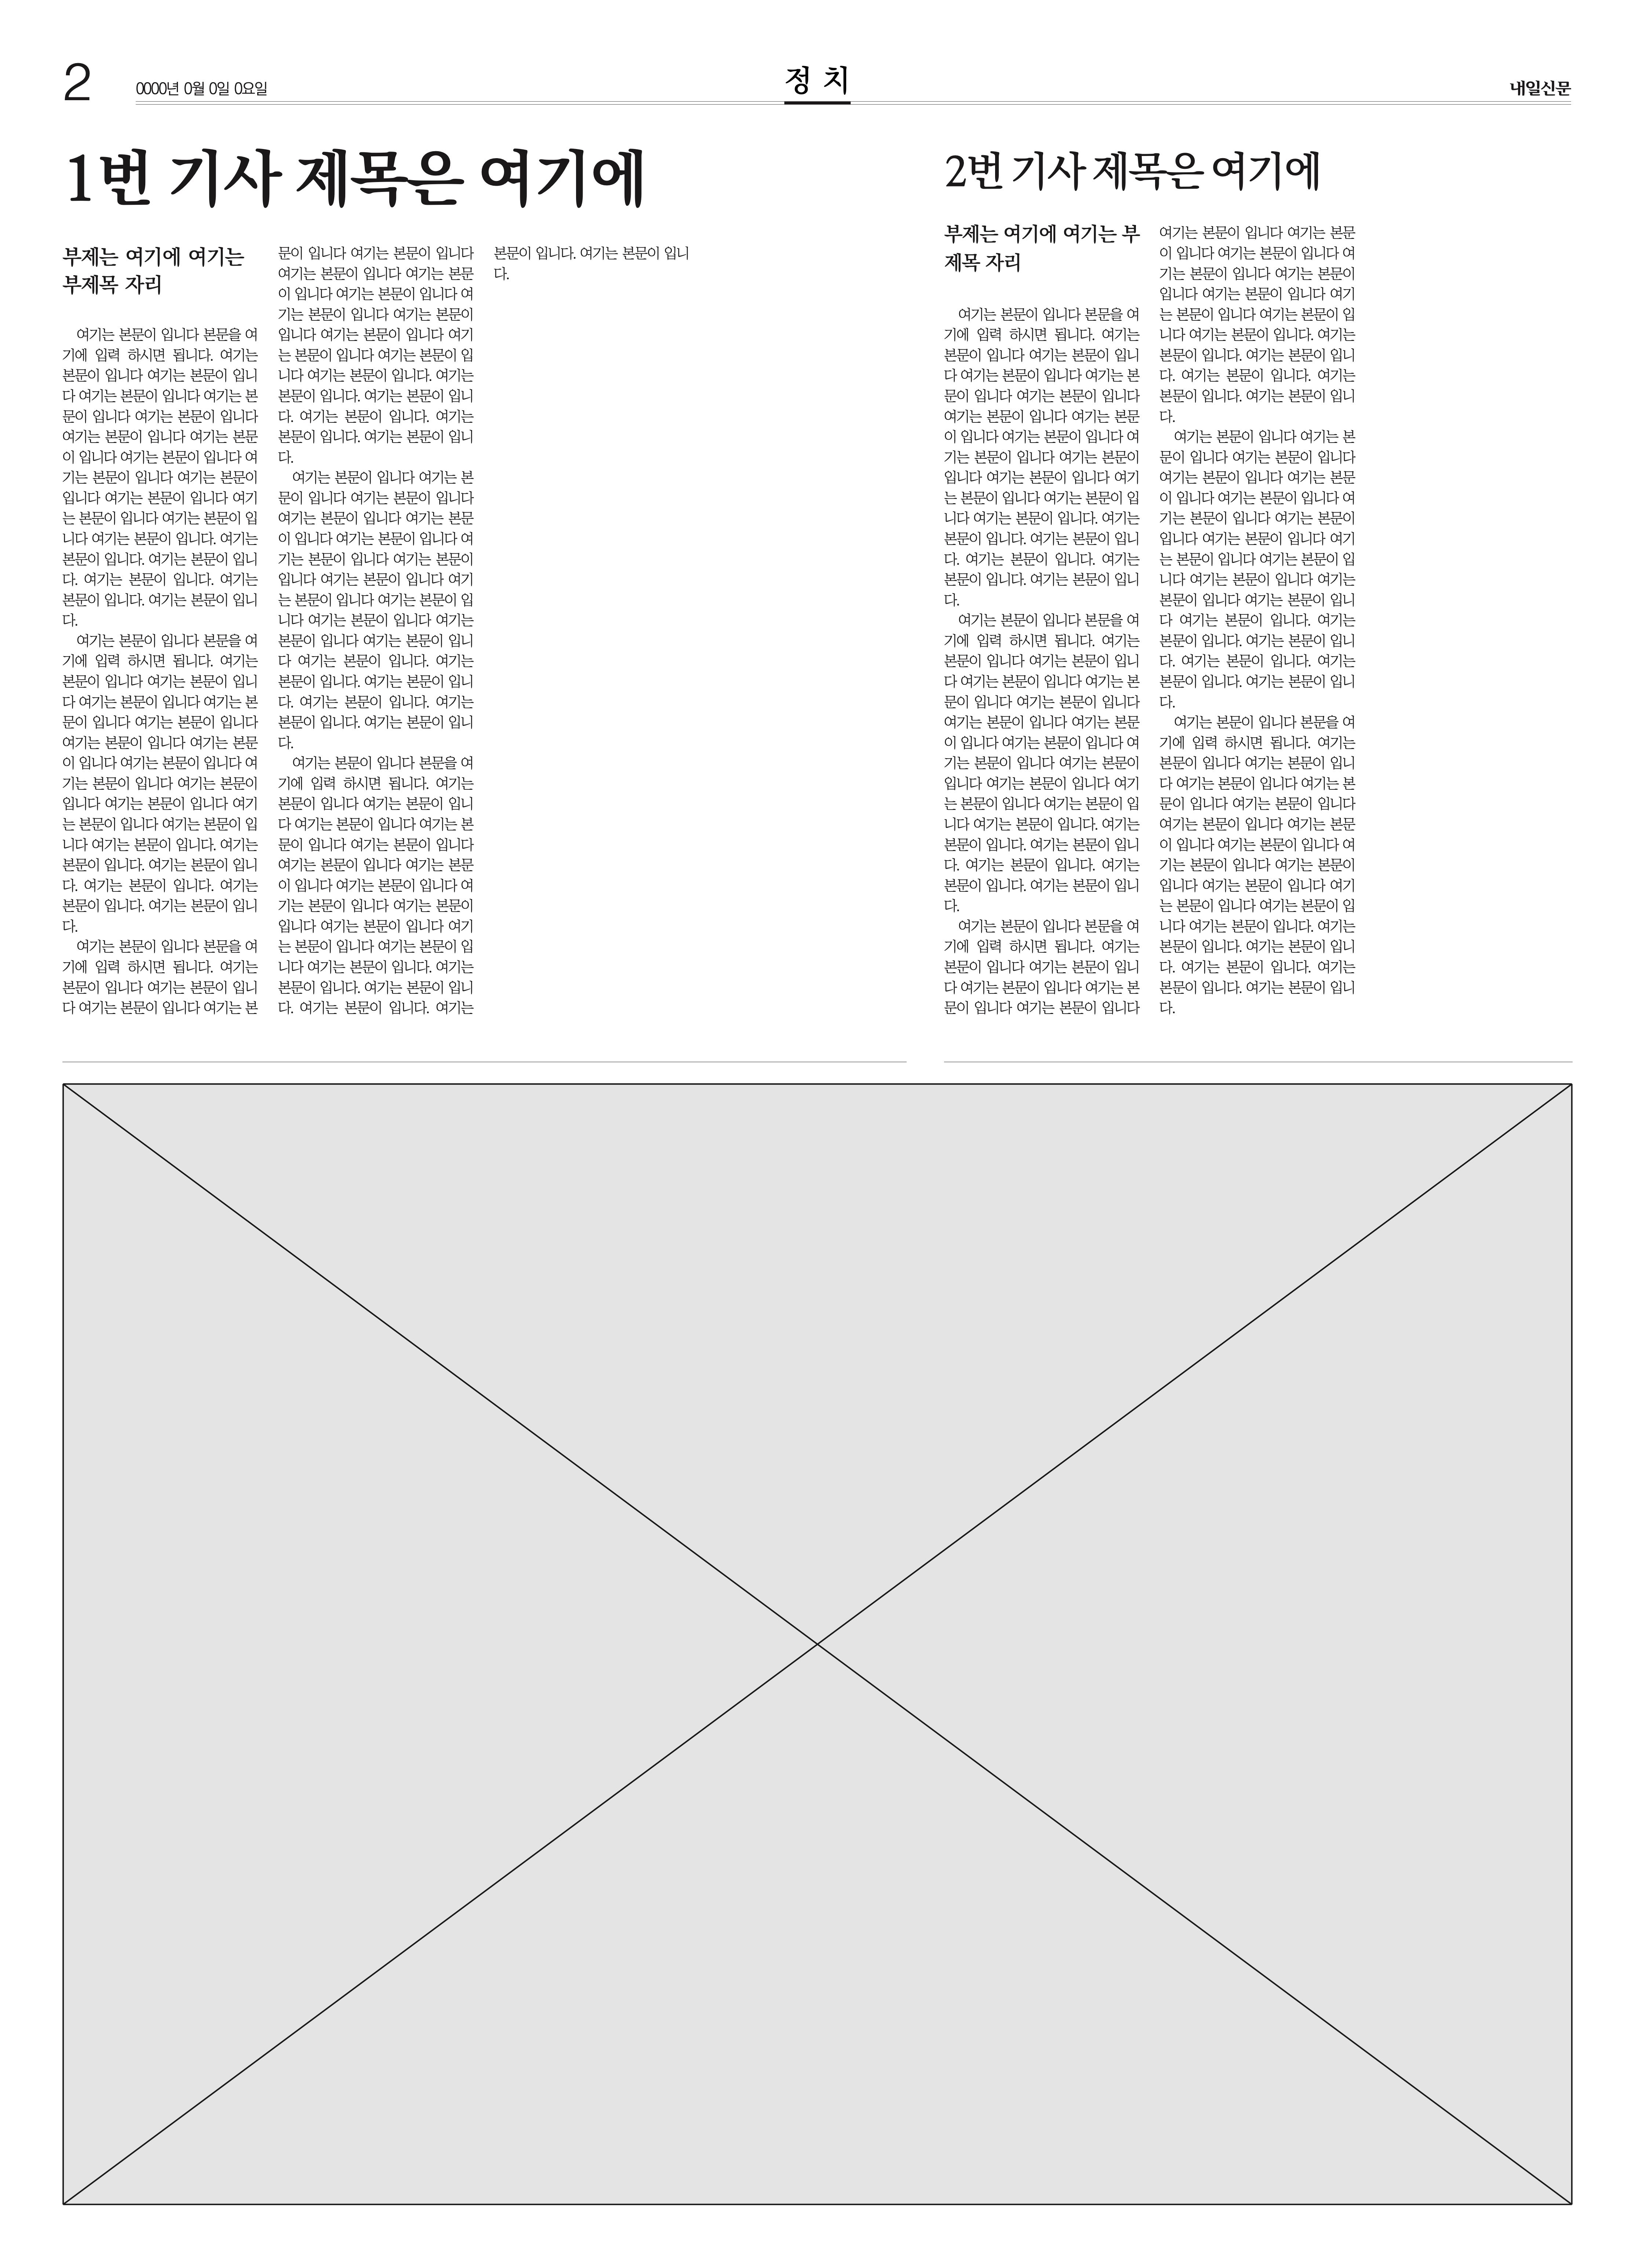 2
0000년 0월 0일 0요일
정 치
내일신문
1번 기사 제목은 여기에
부제는 여기에 여기는
부제목 자리
여기는 본문이 입니다 본문을 여
기에 입력 하시면 됩니다. 여기는
본문이 입니다 여기는 본문이 입니
다 여기는 본문이 입니다 여기는 본
문이 입니다 여기는 본문이 입니다
여기는 본문이 입니다 여기는 본문
이 입니다 여기는 본문이 입니다 여
기는 본문이 입니다 여기는 본문이
입니다 여기는 본문이 입니다 여기
는 본문이 입니다 여기는 본문이 입
니다 여기는 본문이 입니다. 여기는
본문이 입니다. 여기는 본문이 입니
다. 여기는 본문이 입니다. 여기는
본문이 입니다. 여기는 본문이 입니
다.
여기는 본문이 입니다 본문을 여
기에 입력 하시면 됩니다. 여기는
본문이 입니다 여기는 본문이 입니
다 여기는 본문이 입니다 여기는 본
문이 입니다 여기는 본문이 입니다
여기는 본문이 입니다 여기는 본문
이 입니다 여기는 본문이 입니다 여
기는 본문이 입니다 여기는 본문이
입니다 여기는 본문이 입니다 여기
는 본문이 입니다 여기는 본문이 입
니다 여기는 본문이 입니다. 여기는
본문이 입니다. 여기는 본문이 입니
다. 여기는 본문이 입니다. 여기는
본문이 입니다. 여기는 본문이 입니
다.
여기는 본문이 입니다 본문을 여
기에 입력 하시면 됩니다. 여기는
본문이 입니다 여기는 본문이 입니
다 여기는 본문이 입니다 여기는 본
문이 입니다 여기는 본문이 입니다
여기는 본문이 입니다 여기는 본문
이 입니다 여기는 본문이 입니다 여
기는 본문이 입니다 여기는 본문이
입니다 여기는 본문이 입니다 여기
는 본문이 입니다 여기는 본문이 입
니다 여기는 본문이 입니다. 여기는
본문이 입니다. 여기는 본문이 입니
다. 여기는 본문이 입니다. 여기는
본문이 입니다. 여기는 본문이 입니
다.
여기는 본문이 입니다 여기는 본
문이 입니다 여기는 본문이 입니다
여기는 본문이 입니다 여기는 본문
이 입니다 여기는 본문이 입니다 여
기는 본문이 입니다 여기는 본문이
입니다 여기는 본문이 입니다 여기
는 본문이 입니다 여기는 본문이 입
니다 여기는 본문이 입니다 여기는
본문이 입니다 여기는 본문이 입니
다 여기는 본문이 입니다. 여기는
본문이 입니다. 여기는 본문이 입니
다. 여기는 본문이 입니다. 여기는
본문이 입니다. 여기는 본문이 입니
다.
여기는 본문이 입니다 본문을 여
기에 입력 하시면 됩니다. 여기는
본문이 입니다 여기는 본문이 입니
다 여기는 본문이 입니다 여기는 본
문이 입니다 여기는 본문이 입니다
여기는 본문이 입니다 여기는 본문
이 입니다 여기는 본문이 입니다 여
기는 본문이 입니다 여기는 본문이
입니다 여기는 본문이 입니다 여기
는 본문이 입니다 여기는 본문이 입
니다 여기는 본문이 입니다. 여기는
본문이 입니다. 여기는 본문이 입니
다. 여기는 본문이 입니다. 여기는
본문이 입니다. 여기는 본문이 입니
다.
2번 기사 제목은 여기에
부제는 여기에 여기는 부
제목 자리
여기는 본문이 입니다 본문을 여
기에 입력 하시면 됩니다. 여기는
본문이 입니다 여기는 본문이 입니
다 여기는 본문이 입니다 여기는 본
문이 입니다 여기는 본문이 입니다
여기는 본문이 입니다 여기는 본문
이 입니다 여기는 본문이 입니다 여
기는 본문이 입니다 여기는 본문이
입니다 여기는 본문이 입니다 여기
는 본문이 입니다 여기는 본문이 입
니다 여기는 본문이 입니다. 여기는
본문이 입니다. 여기는 본문이 입니
다. 여기는 본문이 입니다. 여기는
본문이 입니다. 여기는 본문이 입니
다.
여기는 본문이 입니다 본문을 여
기에 입력 하시면 됩니다. 여기는
본문이 입니다 여기는 본문이 입니
다 여기는 본문이 입니다 여기는 본
문이 입니다 여기는 본문이 입니다
여기는 본문이 입니다 여기는 본문
이 입니다 여기는 본문이 입니다 여
기는 본문이 입니다 여기는 본문이
입니다 여기는 본문이 입니다 여기
는 본문이 입니다 여기는 본문이 입
니다 여기는 본문이 입니다. 여기는
본문이 입니다. 여기는 본문이 입니
다. 여기는 본문이 입니다. 여기는
본문이 입니다. 여기는 본문이 입니
다.
여기는 본문이 입니다 본문을 여
기에 입력 하시면 됩니다. 여기는
본문이 입니다 여기는 본문이 입니
다 여기는 본문이 입니다 여기는 본
문이 입니다 여기는 본문이 입니다
여기는 본문이 입니다 여기는 본문
이 입니다 여기는 본문이 입니다 여
기는 본문이 입니다 여기는 본문이
입니다 여기는 본문이 입니다 여기
는 본문이 입니다 여기는 본문이 입
니다 여기는 본문이 입니다. 여기는
본문이 입니다. 여기는 본문이 입니
다. 여기는 본문이 입니다. 여기는
본문이 입니다. 여기는 본문이 입니
다.
여기는 본문이 입니다 여기는 본
문이 입니다 여기는 본문이 입니다
여기는 본문이 입니다 여기는 본문
이 입니다 여기는 본문이 입니다 여
기는 본문이 입니다 여기는 본문이
입니다 여기는 본문이 입니다 여기
는 본문이 입니다 여기는 본문이 입
니다 여기는 본문이 입니다 여기는
본문이 입니다 여기는 본문이 입니
다 여기는 본문이 입니다. 여기는
본문이 입니다. 여기는 본문이 입니
다. 여기는 본문이 입니다. 여기는
본문이 입니다. 여기는 본문이 입니
다.
여기는 본문이 입니다 본문을 여
기에 입력 하시면 됩니다. 여기는
본문이 입니다 여기는 본문이 입니
다 여기는 본문이 입니다 여기는 본
문이 입니다 여기는 본문이 입니다
여기는 본문이 입니다 여기는 본문
이 입니다 여기는 본문이 입니다 여
기는 본문이 입니다 여기는 본문이
입니다 여기는 본문이 입니다 여기
는 본문이 입니다 여기는 본문이 입
니다 여기는 본문이 입니다. 여기는
본문이 입니다. 여기는 본문이 입니
다. 여기는 본문이 입니다. 여기는
본문이 입니다. 여기는 본문이 입니
다.